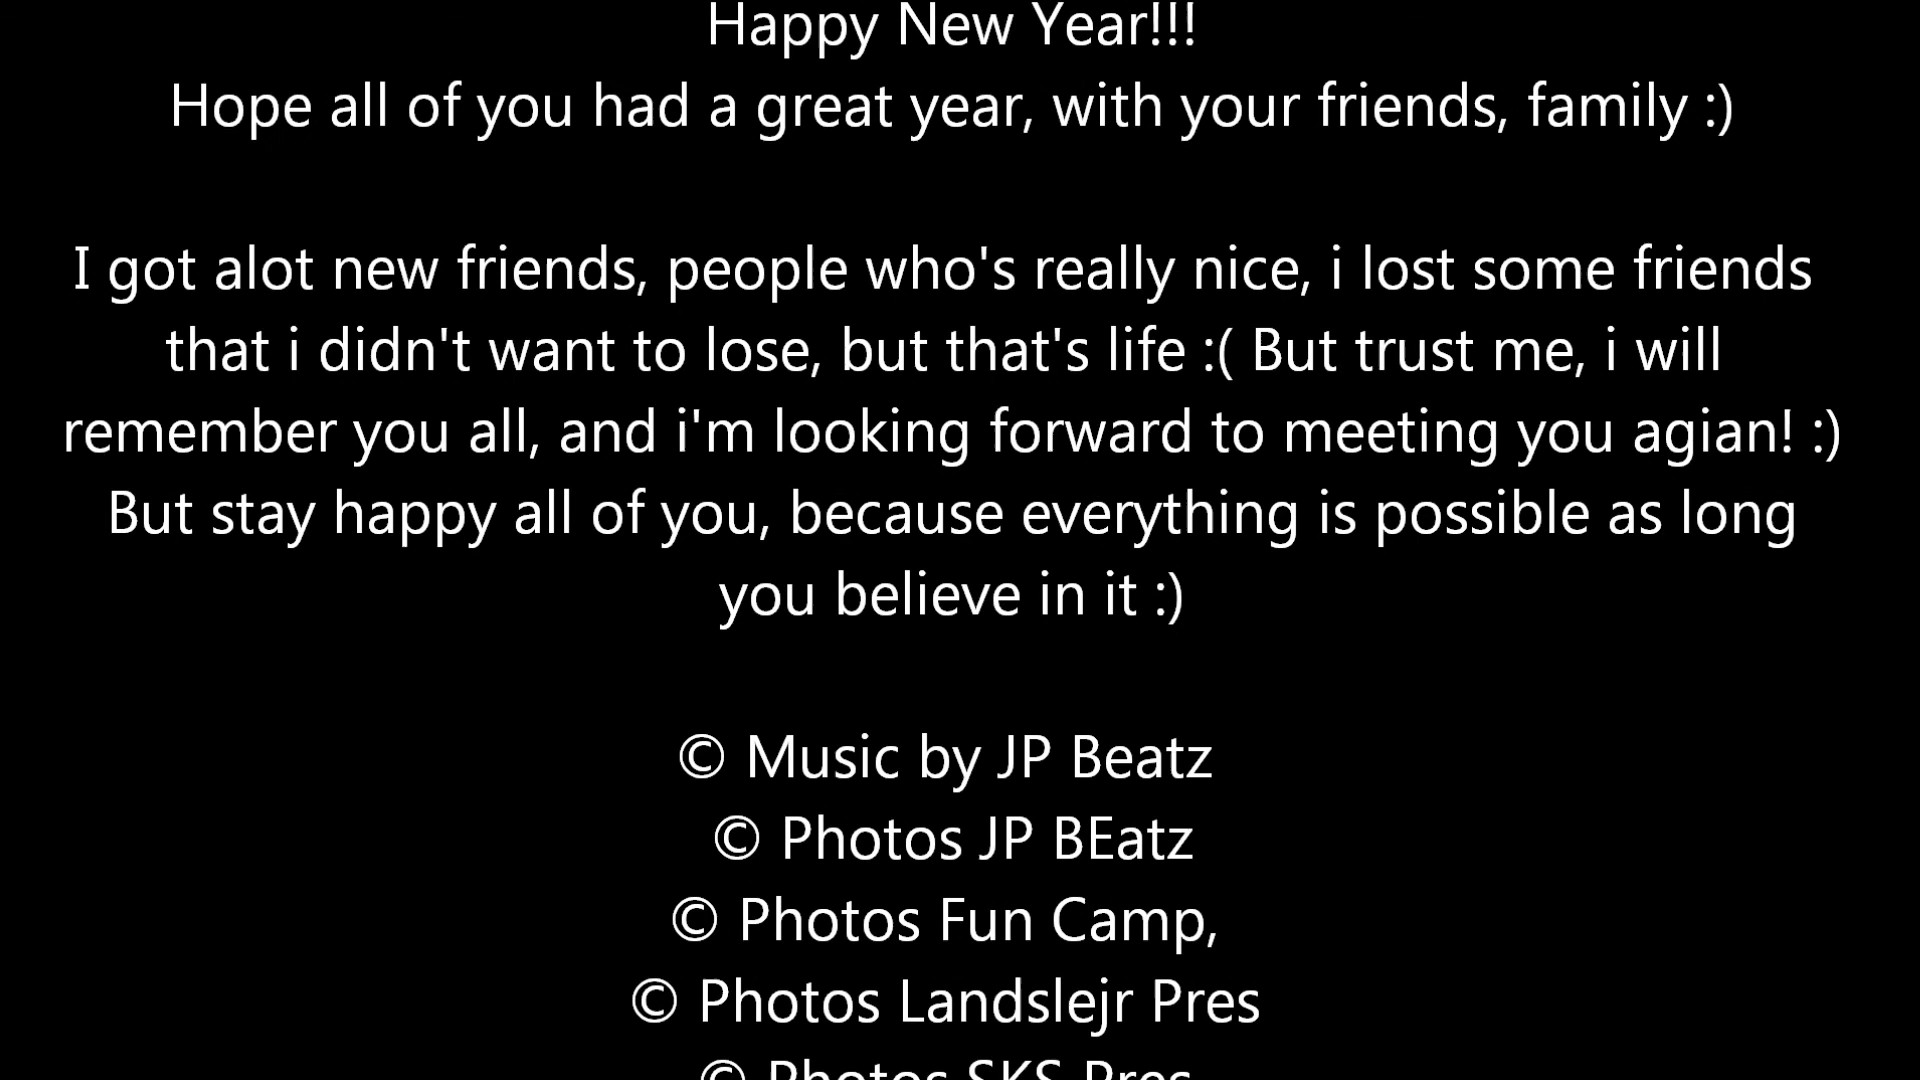 Happy New Year!!!
Hope all of you had a great year, with your friends, family :)
I got alot new friends, people who's really nice, i lost some friends
that i didn't want to lose, but that's life :( But trust me, i will
remember you all, and i'm looking forward to meeting you agian! :)
But stay happy all of you, because everything is possible as long
you believe in it :)
© Music by JP Beatz
© Photos JP BEatz
© Photos Fun Camp,
© Photos Landslejr Pres
© Photos SKS Pres